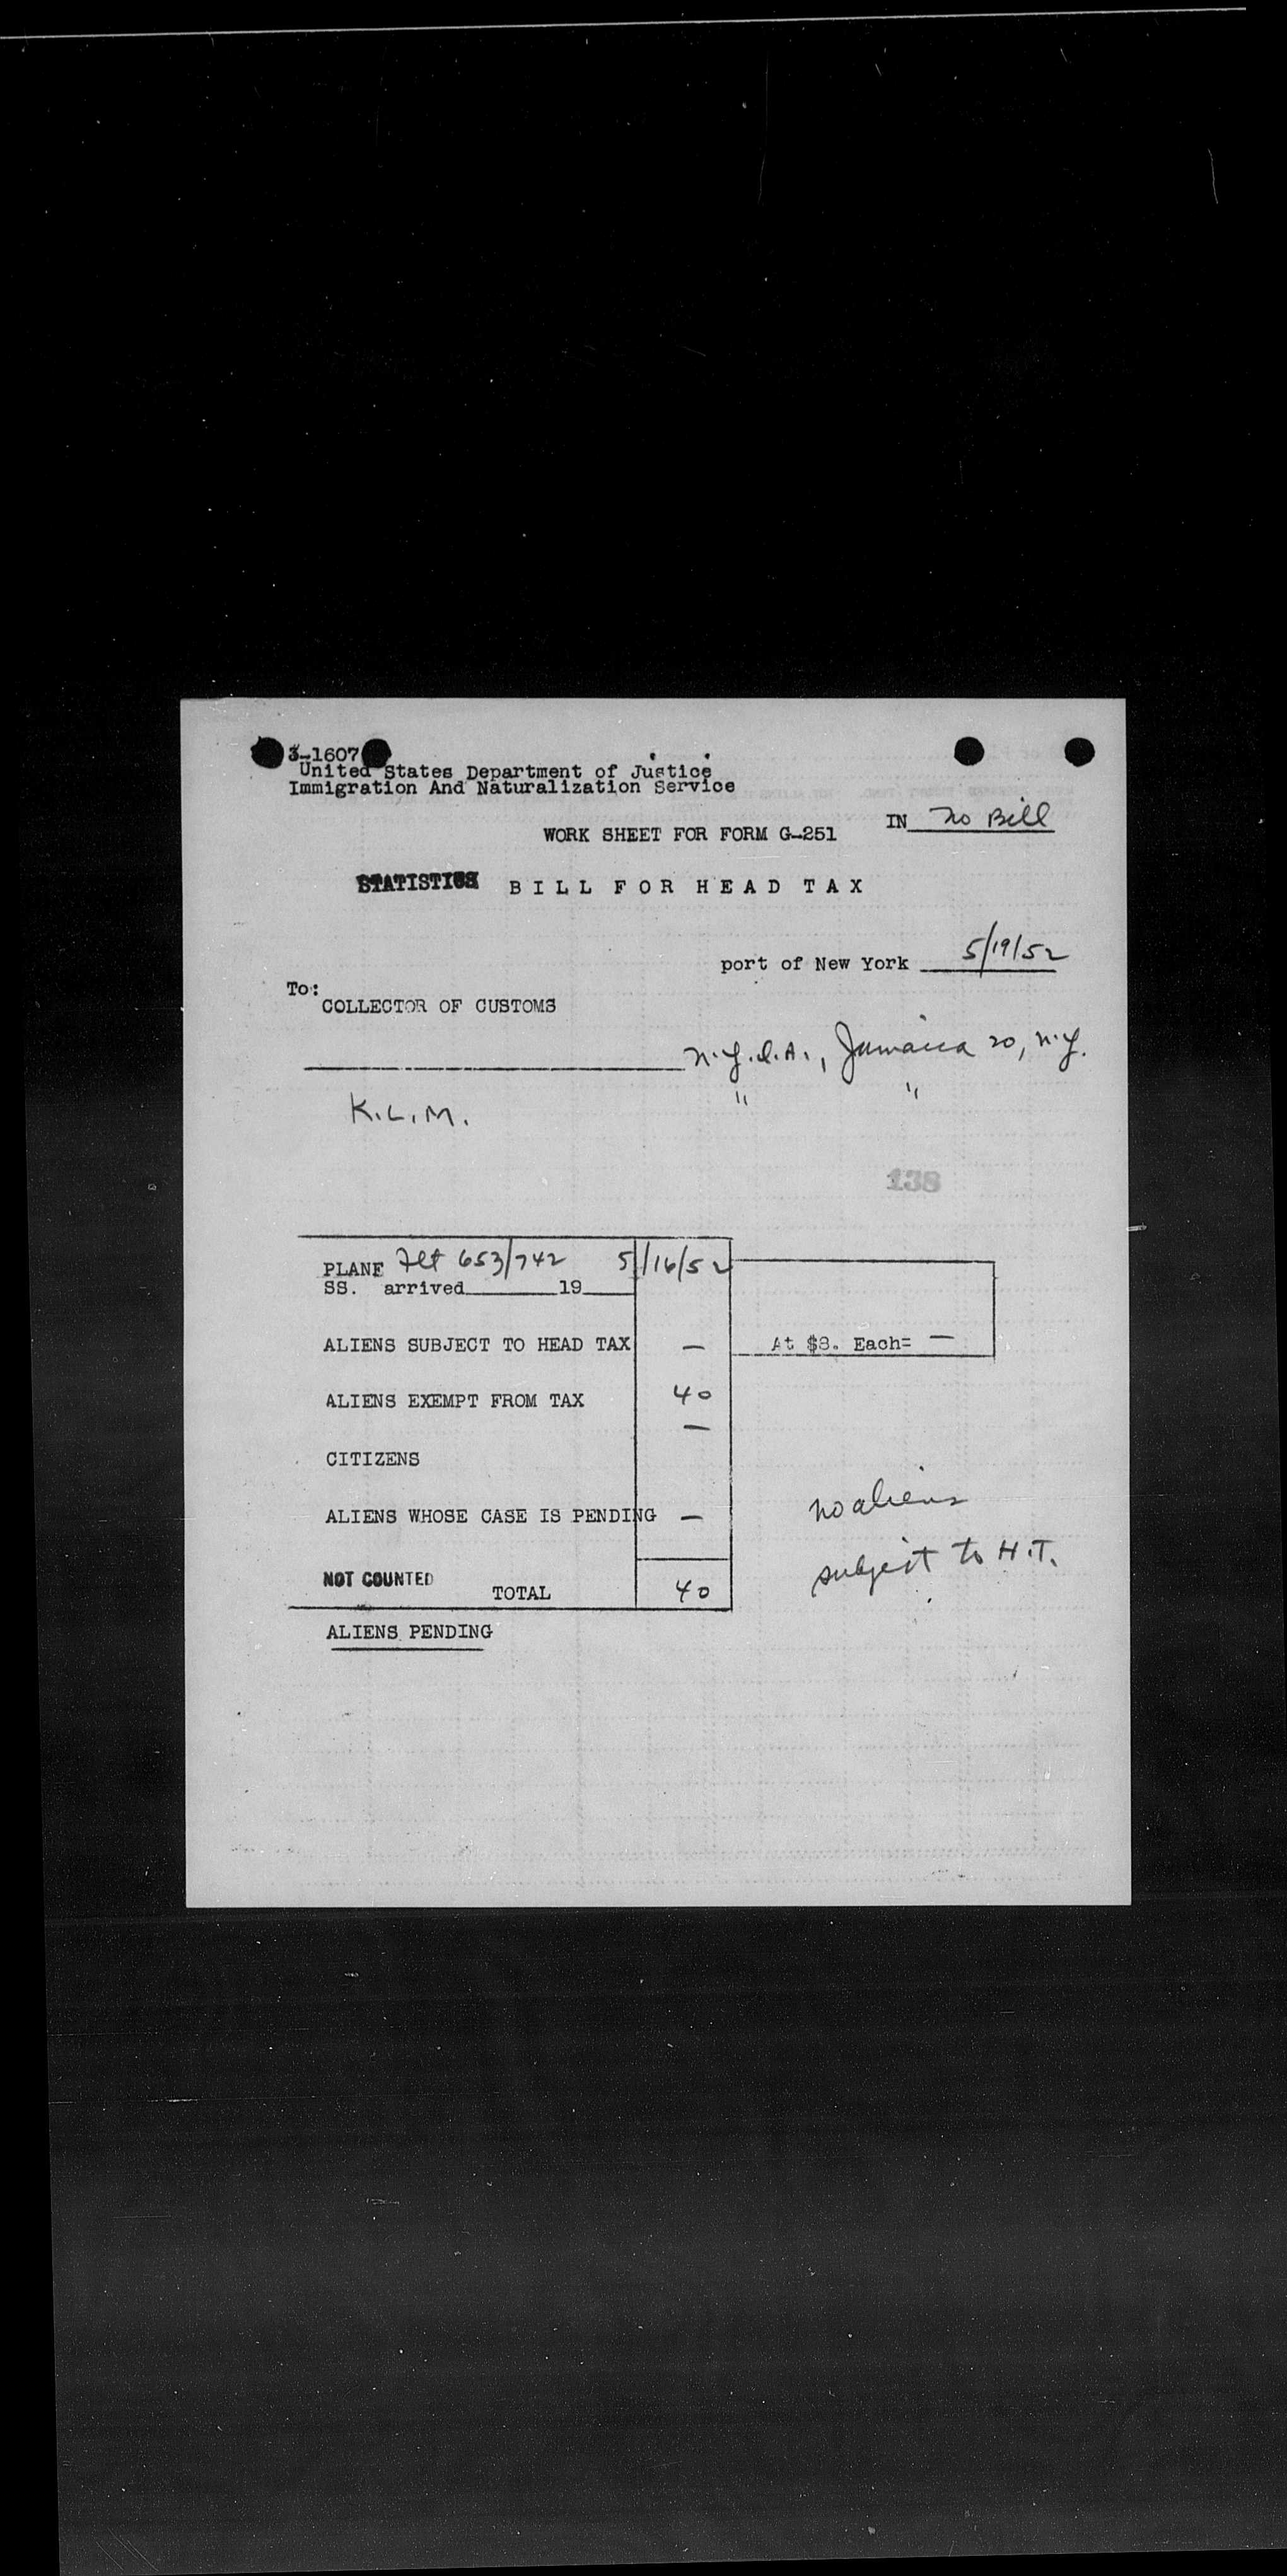 3-1607
United States Department of Justice
Immigration And Naturalization Service
IN No Bill
WORK SHEET FOR FORM G-251
STATISTICS BILL FOR HEAD TAX
port of New York 5/19/52
To:
COLLECTOR OF CUSTOMS
N.Y.I.A., Jamaica 20, N.Y.
K.L.M. " "
138
PLANE Flt 653/742 5/16/52
SS. arrived 19
ALIENS SUBJECT TO HEAD TAX — At $8. Each= —
ALIENS EXEMPT FROM TAX 40
—
CITIZENS
ALIENS WHOSE CASE IS PENDING —
no aliens
subject to H.T.
NOT COUNTED TOTAL 40
ALIENS PENDING